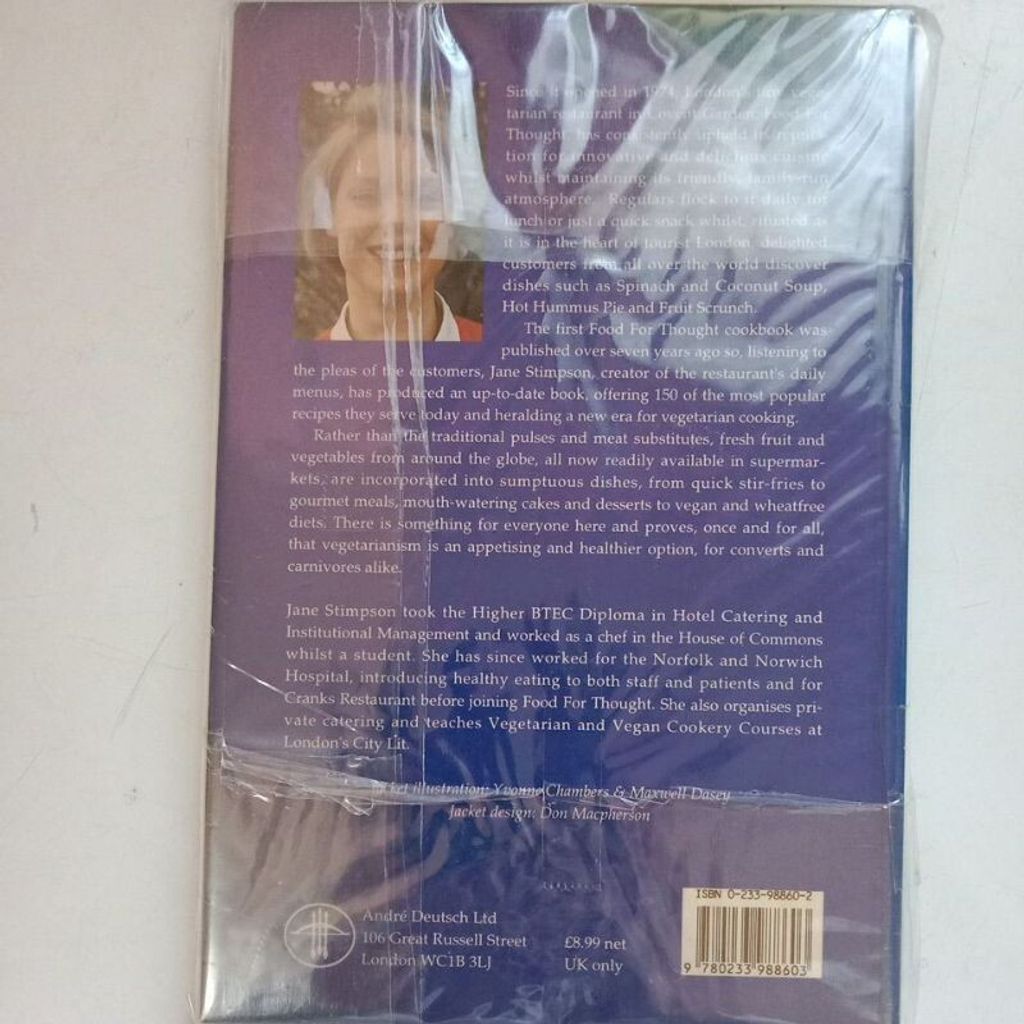 Since it opened in 1974, London's first vege-
tarian restaurant in Covent Garden, Food For
Thought, has consistently upheld its reputa-
tion for innovative and delicious cuisine
whilst maintaining its friendly, family-run
atmosphere. Regulars flock to it daily for
lunch or just a quick snack whilst, situated as
it is in the heart of tourist London, delighted
customers from all over the world discover
dishes such as Spinach and Coconut Soup,
Hot Hummus Pie and Fruit Scrunch.
The first Food For Thought cookbook was
published over seven years ago so, listening to
the pleas of the customers, Jane Stimpson, creator of the restaurant's daily
menus, has produced an up-to-date book, offering 150 of the most popular
recipes they serve today and heralding a new era for vegetarian cooking.
Rather than the traditional pulses and meat substitutes, fresh fruit and
vegetables from around the globe, all now readily available in supermar-
kets, are incorporated into sumptuous dishes, from quick stir-fries to
gourmet meals, mouth-watering cakes and desserts to vegan and wheatfree
diets. There is something for everyone here and proves, once and for all,
that vegetarianism is an appetising and healthier option, for converts and
carnivores alike.
Jane Stimpson took the Higher BTEC Diploma in Hotel Catering and
Institutional Management and worked as a chef in the House of Commons
whilst a student. She has since worked for the Norfolk and Norwich
Hospital, introducing healthy eating to both staff and patients and for
Cranks Restaurant before joining Food For Thought. She also organises pri-
vate catering and teaches Vegetarian and Vegan Cookery Courses at
London's City Lit.
Jacket illustration: Yvonne Chambers & Maxwell Dasey
Jacket design: Don Macpherson
André Deutsch Ltd
106 Great Russell Street
London WC1B 3LJ
£8.99 net
UK only
ISBN 0-233-98860-2
9 780233 988603